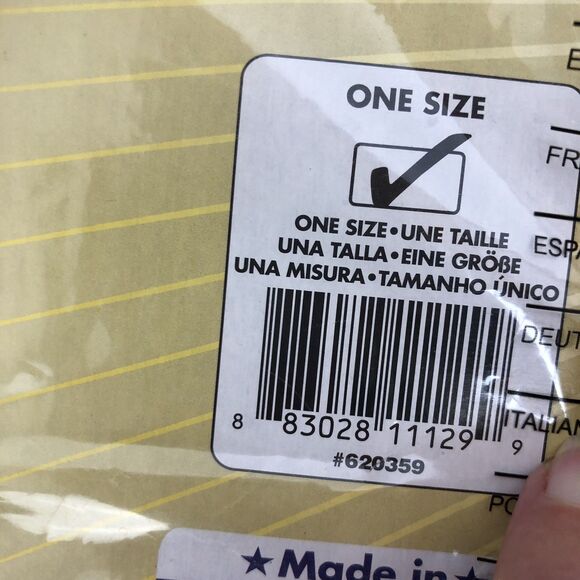 ONE SIZE
ONE SIZE•UNE TAILLE
UNA TALLA•EINE GRÖßE
UNA MISURA•TAMANHO ÚNICO
8 83028 11129 9
#620359
E
FR
ESPA
DEUT
ITALIAN
PO
★Made in★